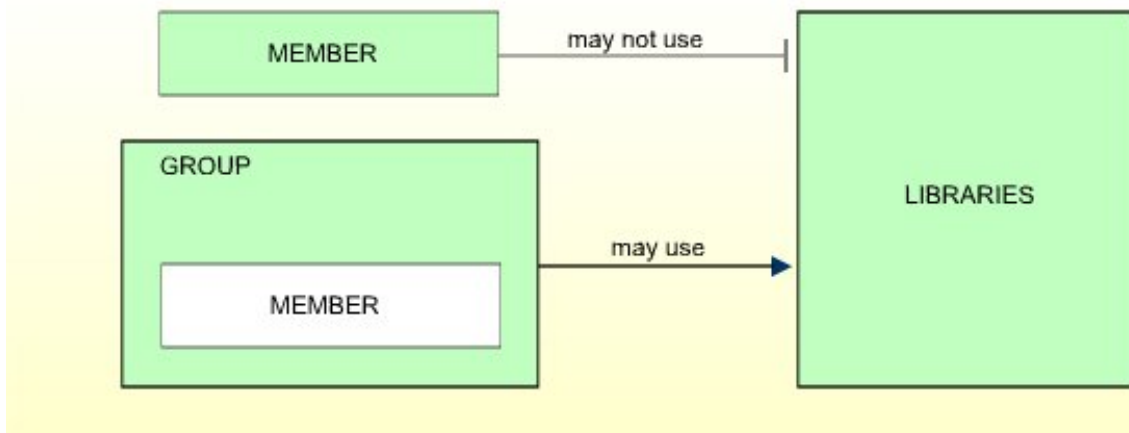 MEMBER
may not use
GROUP
LIBRARIES
may use
MEMBER